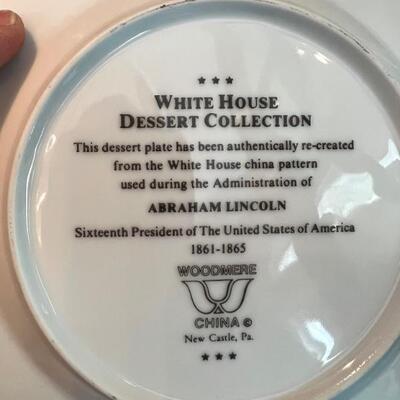 ★ ★ ★
WHITE HOUSE
DESSERT COLLECTION
This dessert plate has been authentically re-created
from the White House china pattern
used during the Administration of
ABRAHAM LINCOLN
Sixteenth President of The United States of America
1861-1865
WOODMERE
CHINA ©
New Castle, Pa.
★ ★ ★